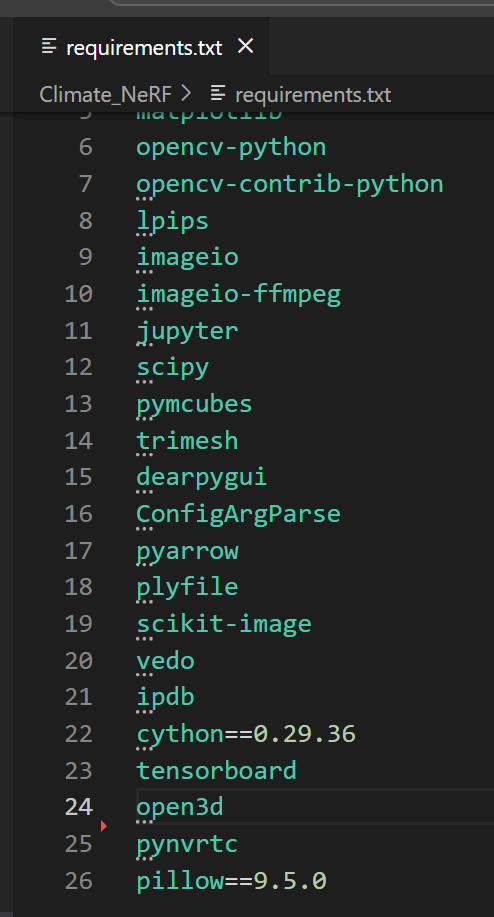 requirements.txt
Climate_NeRF > requirements.txt
5 matplotlib
6 opencv-python
7 opencv-contrib-python
8 lpips
9 imageio
10 imageio-ffmpeg
11 jupyter
12 scipy
13 pymcubes
14 trimesh
15 dearpygui
16 ConfigArgParse
17 pyarrow
18 plyfile
19 scikit-image
20 vedo
21 ipdb
22 cython==0.29.36
23 tensorboard
24 open3d
25 pynvrtc
26 pillow==9.5.0